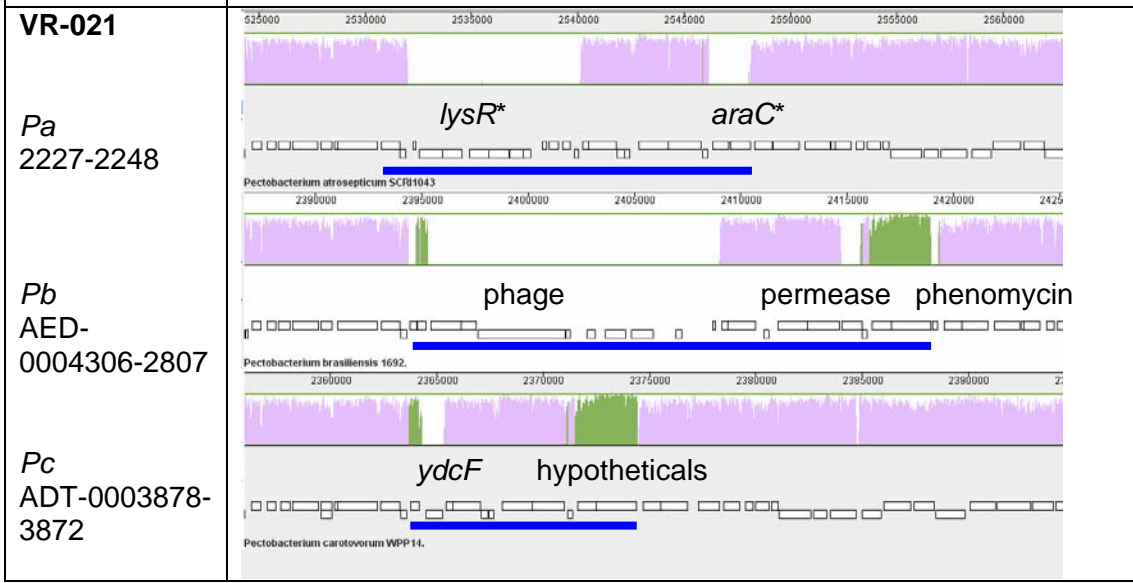 VR-021
Pa
2227-2248
525000 2530000 2535000 2540000 2545000 2550000 2555000 2560000
lysR* araC*
Pectobacterium atrosepticum SCRI1043
Pb
AED-
0004306-2807
2390000 2395000 2400000 2405000 2410000 2415000 2420000 2425
phage permease phenomycin
Pectobacterium brasiliensis 1692.
Pc
ADT-0003878-
3872
2360000 2365000 2370000 2375000 2380000 2385000 2390000 2
ydcF hypotheticals
Pectobacterium carotovorum WPP14.